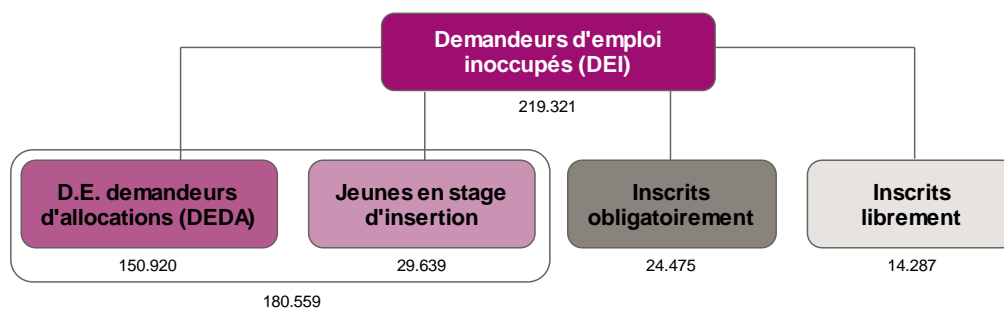 Demandeurs d'emploi
inoccupés (DEI)
219.321
D.E. demandeurs
d'allocations (DEDA)
150.920
Jeunes en stage
d'insertion
29.639
Inscrits
obligatoirement
24.475
Inscrits
librement
14.287
180.559